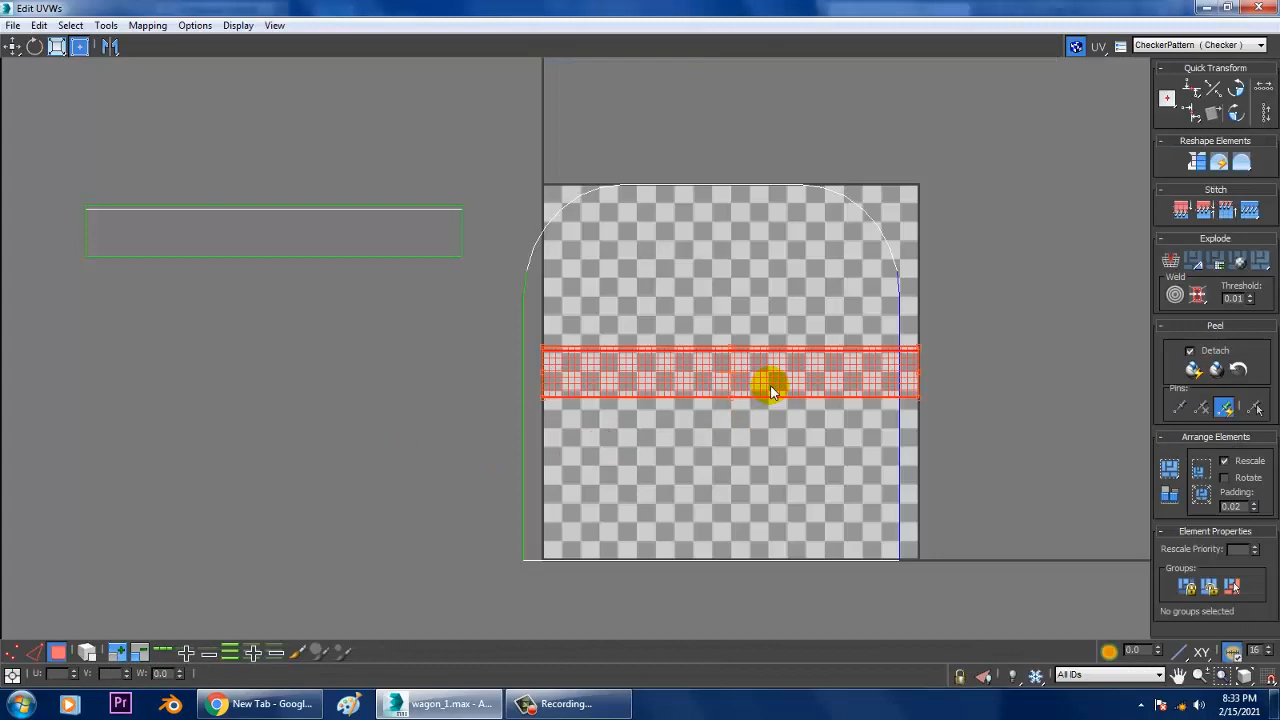 Edit UVWs
File Edit Select Tools Mapping Options Display View
UV
CheckerPattern ( Checker )
Quick Transform
Reshape Elements
Stitch
Explode
Weld
Threshold:
0.01
Peel
Detach
Pins:
Arrange Elements
Rescale
Rotate
Padding:
0.02
Element Properties
Rescale Priority:
Groups:
No groups selected
0.0
XY
16
U:
V:
W: 0.0
All IDs
Pr
New Tab - Googl...
wagon_1.max - A...
Recording...
8:33 PM
2/15/2021